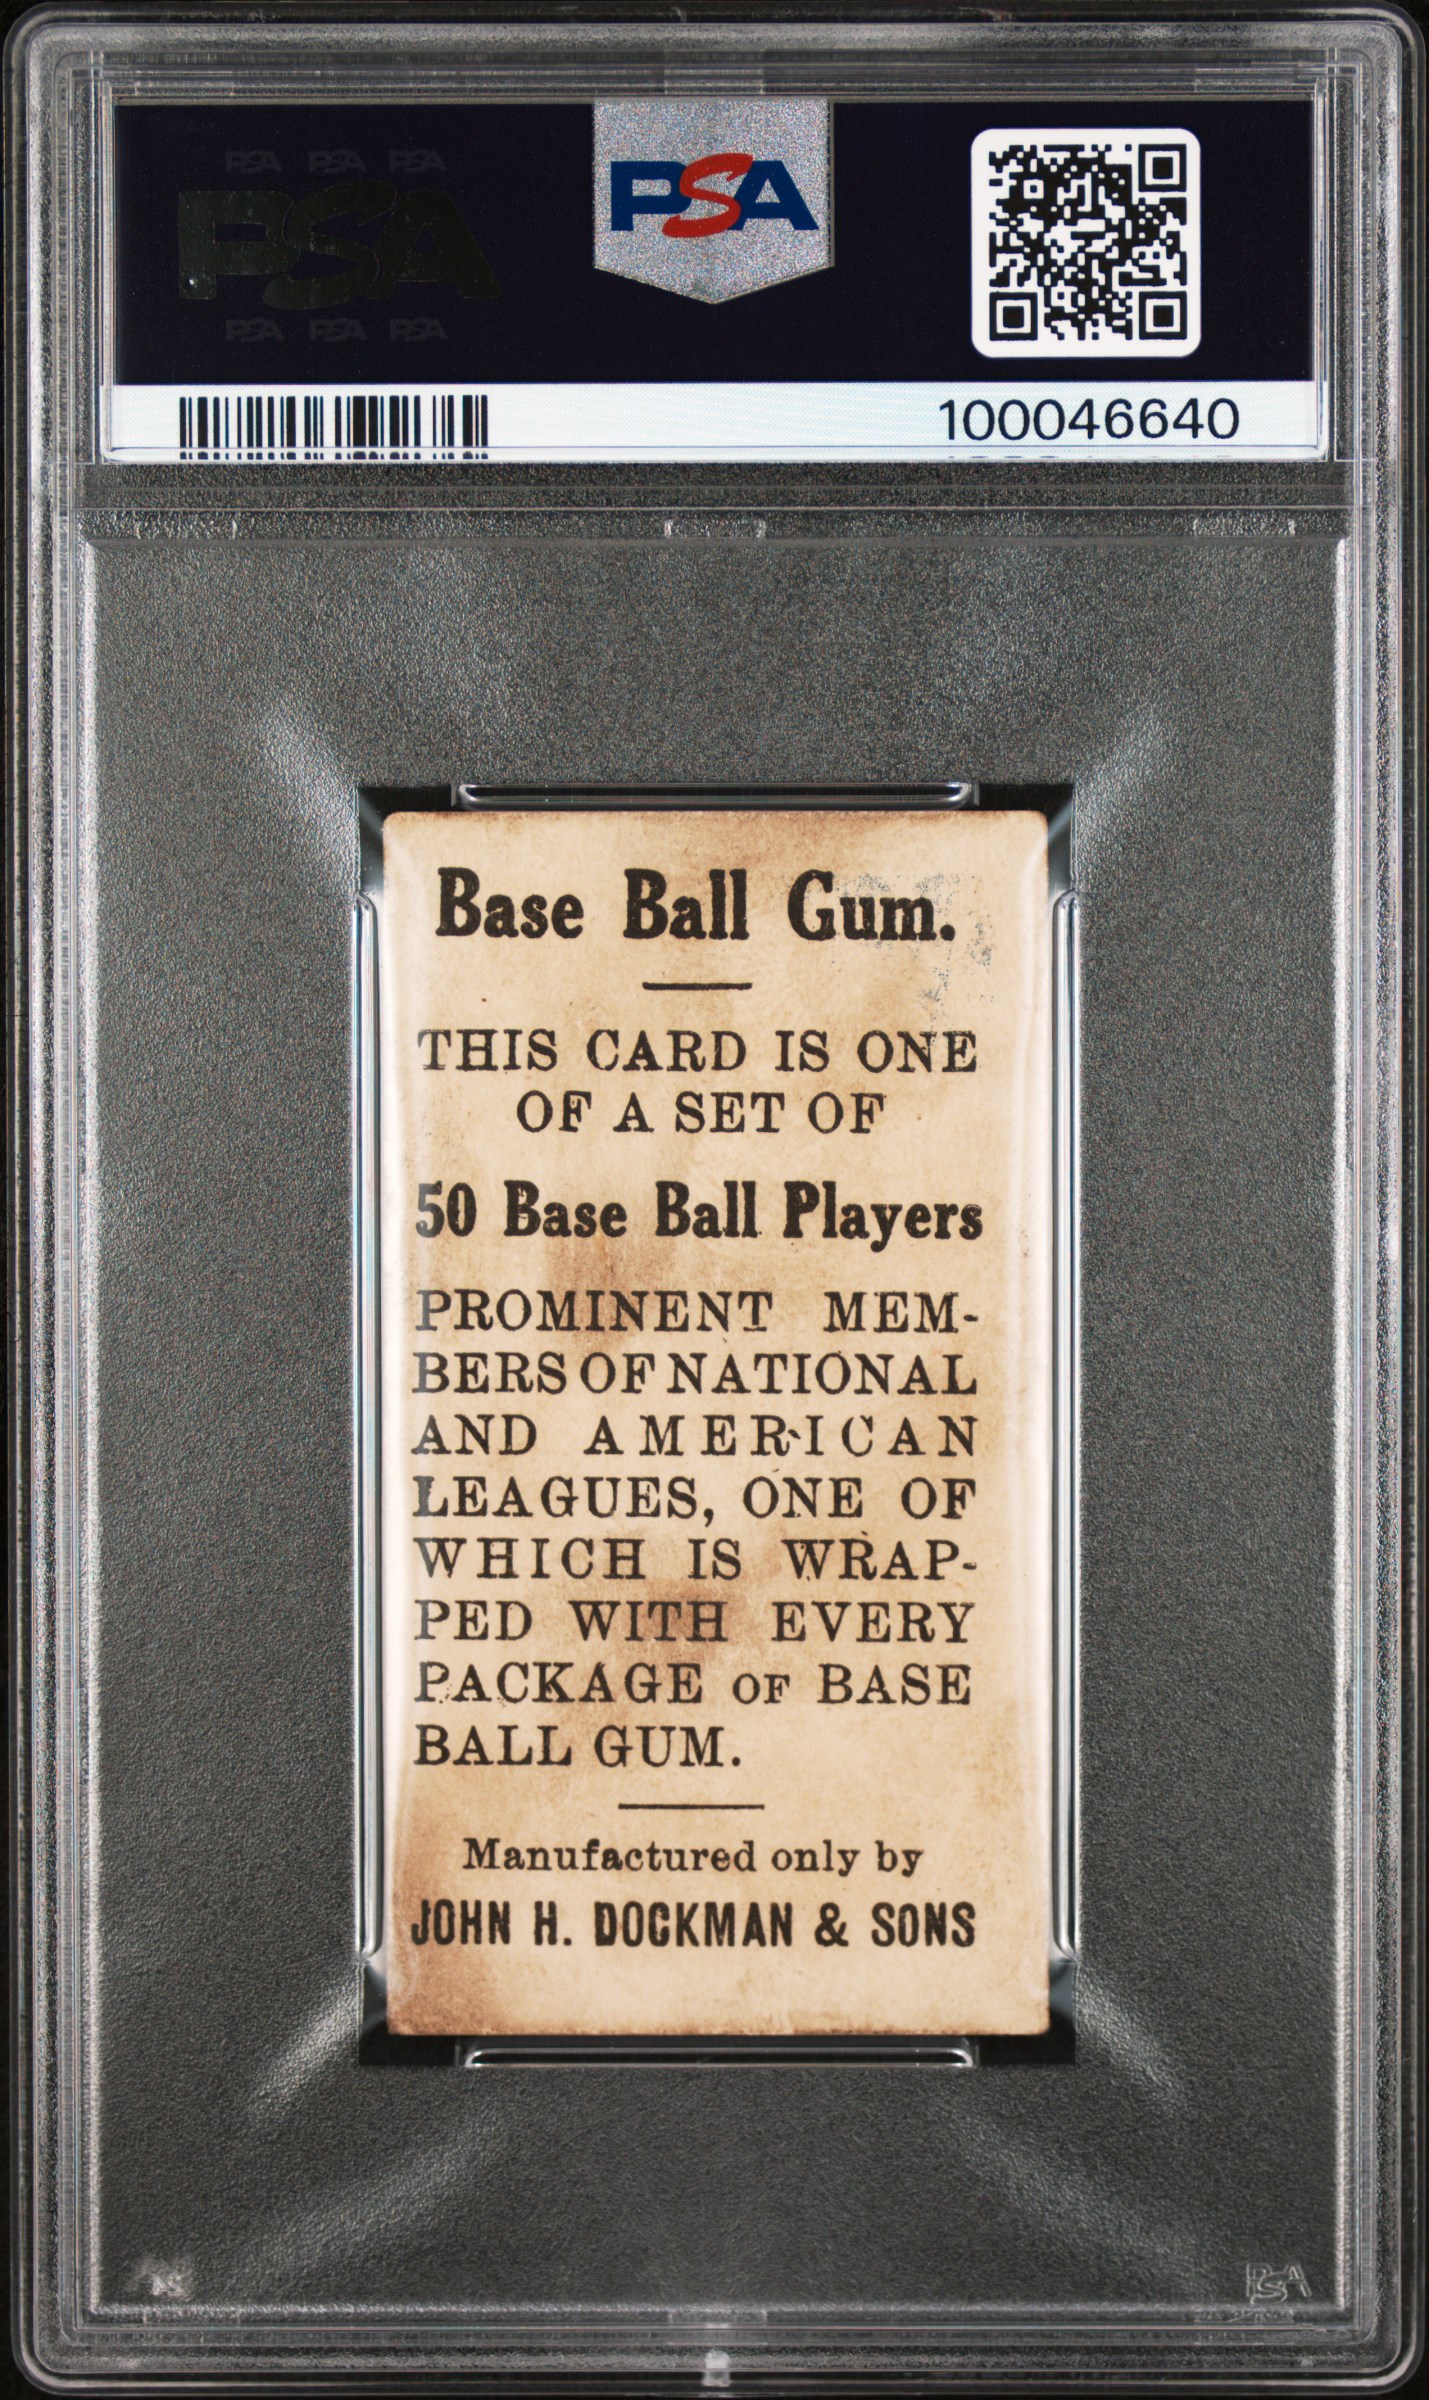 PSA PSA PSA
PSA
PSA PSA PSA
PSA
100046640
Base Ball Gum.
THIS CARD IS ONE
OF A SET OF
50 Base Ball Players
PROMINENT MEM-
BERS OF NATIONAL
AND AMERICAN
LEAGUES, ONE OF
WHICH IS WRAP-
PED WITH EVERY
PACKAGE OF BASE
BALL GUM.
Manufactured only by
JOHN H. DOCKMAN & SONS
PSA